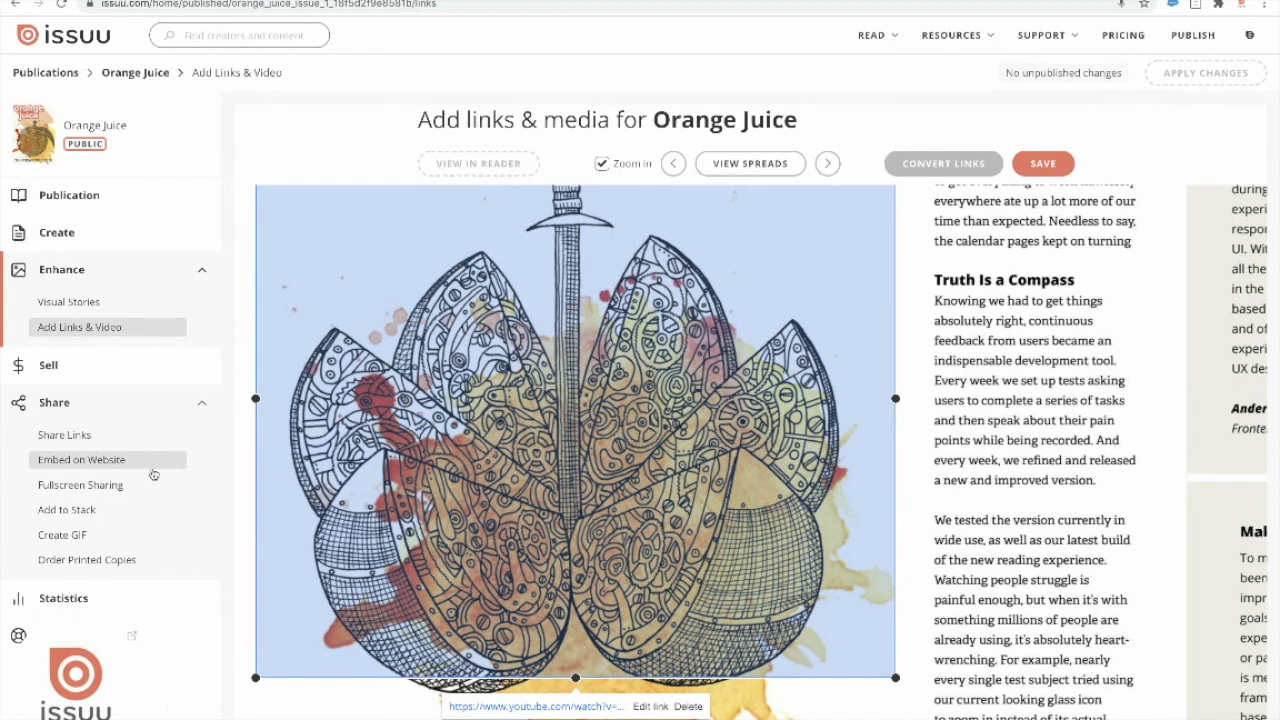 issuu.com/home/published/orange_juice_issue_1_18f5d2f9e8581b/links
issuu
Find creators and content
READ
RESOURCES
SUPPORT
PRICING
PUBLISH
Publications > Orange Juice > Add Links & Video
No unpublished changes
APPLY CHANGES
orange juice
Orange Juice
PUBLIC
Publication
Create
Enhance
Visual Stories
Add Links & Video
Sell
Share
Share Links
Embed on Website
Fullscreen Sharing
Add to Stack
Create GIF
Order Printed Copies
Statistics
issuu
Add links & media for Orange Juice
VIEW IN READER
Zoom in
VIEW SPREADS
CONVERT LINKS
SAVE
everywhere ate up a lot more of our
time than expected. Needless to say,
the calendar pages kept on turning
Truth Is a Compass
Knowing we had to get things
absolutely right, continuous
feedback from users became an
indispensable development tool.
Every week we set up tests asking
users to complete a series of tasks
and then speak about their pain
points while being recorded. And
every week, we refined and released
a new and improved version.
We tested the version currently in
wide use, as well as our latest build
of the new reading experience.
Watching people struggle is
painful enough, but when it's with
something millions of people are
already using, it's absolutely heart-
wrenching. For example, nearly
every single test subject tried using
our current looking glass icon
to zoom in instead of its actual
during
experi
respon
UI. Wit
all the
in the
based
and of
experi
UX des
Ander
Fronte
Mal
To m
been
impr
goals
expe
or pa
is me
fram
base
https://www.youtube.com/watch?v=... Edit link Delete